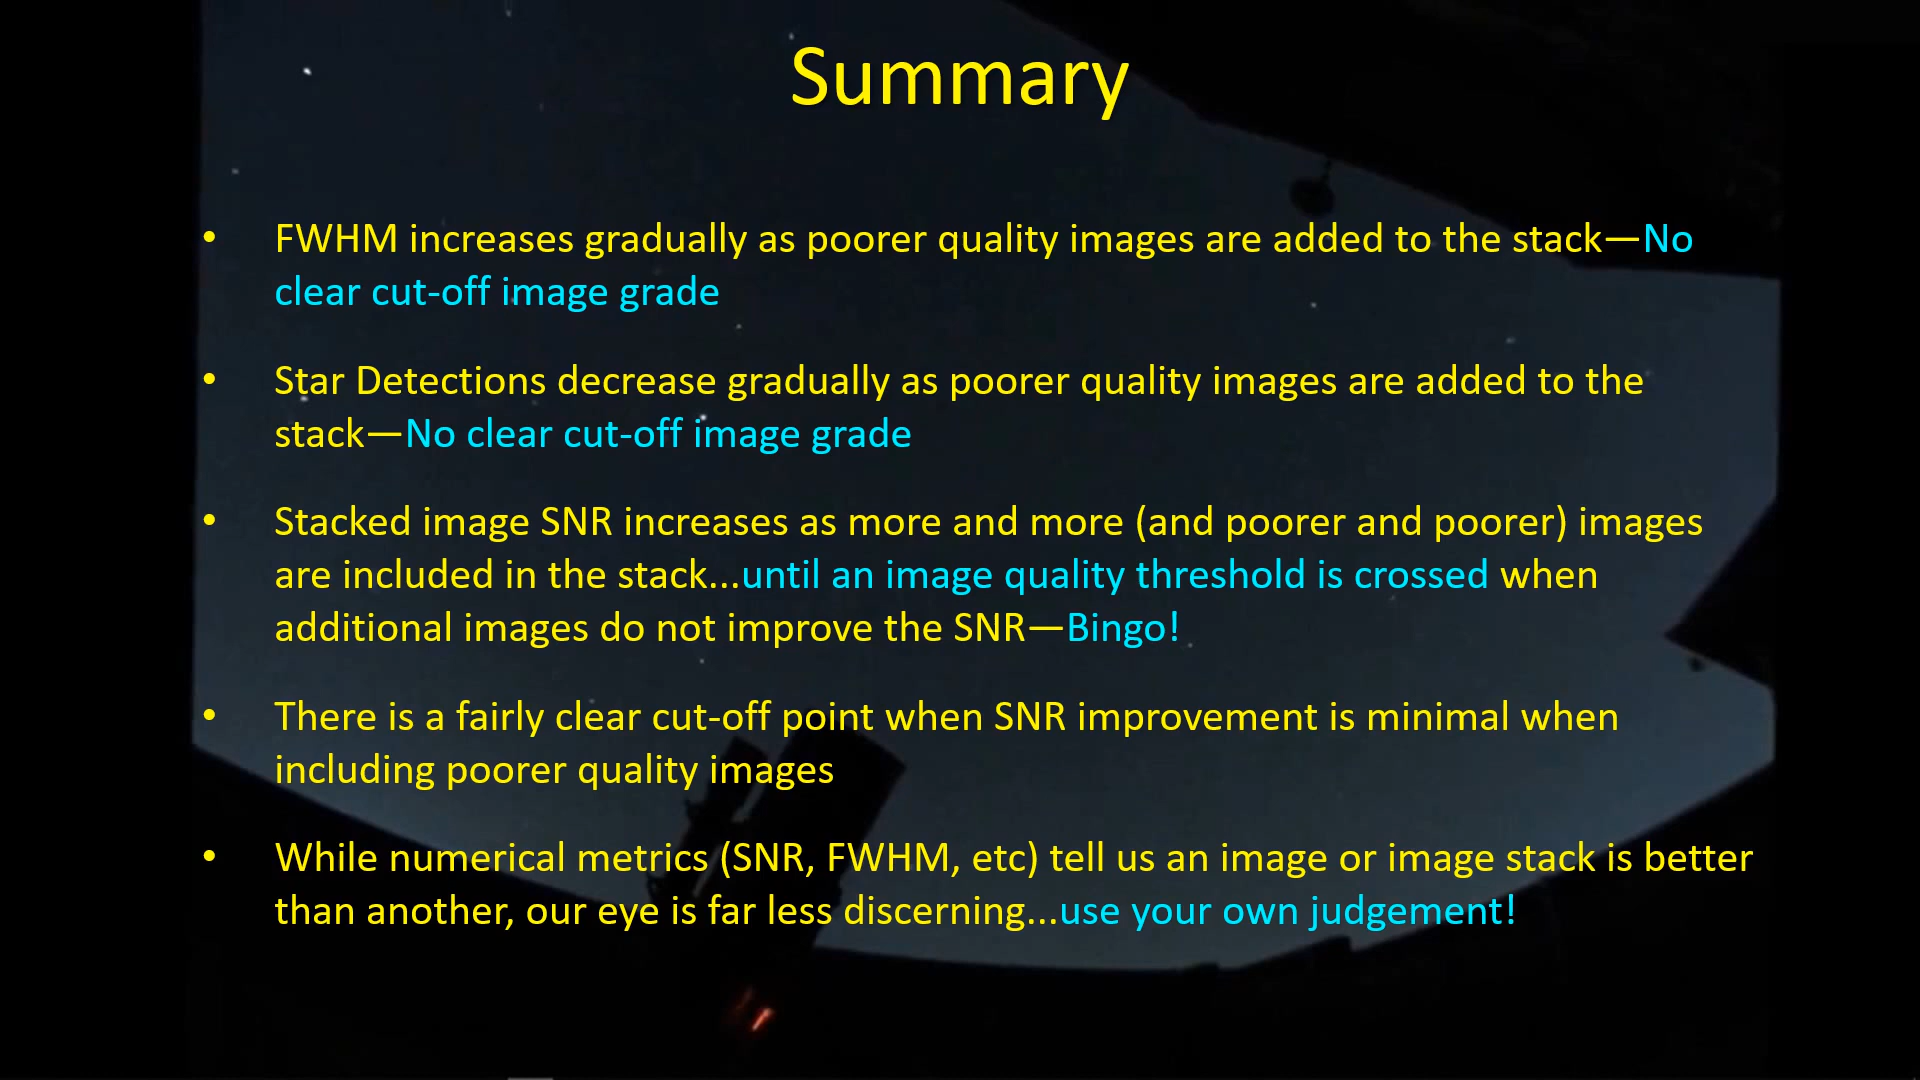 Summary
• FWHM increases gradually as poorer quality images are added to the stack—No
clear cut-off image grade
• Star Detections decrease gradually as poorer quality images are added to the
stack—No clear cut-off image grade
• Stacked image SNR increases as more and more (and poorer and poorer) images
are included in the stack...until an image quality threshold is crossed when
additional images do not improve the SNR—Bingo!
• There is a fairly clear cut-off point when SNR improvement is minimal when
including poorer quality images
• While numerical metrics (SNR, FWHM, etc) tell us an image or image stack is better
than another, our eye is far less discerning...use your own judgement!